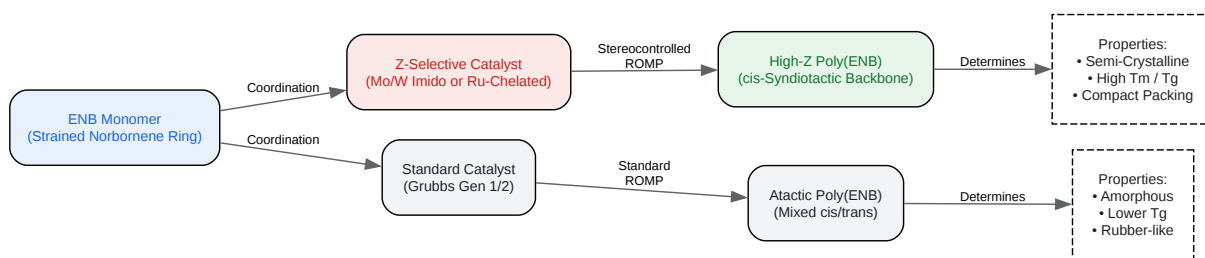 ENB Monomer
(Strained Norbornene Ring)
Coordination
Coordination
Z-Selective Catalyst
(Mo/W Imido or Ru-Chelated)
Stereocontrolled
ROMP
High-Z Poly(ENB)
(cis-Syndiotactic Backbone)
Determines
Properties:
• Semi-Crystalline
• High Tm / Tg
• Compact Packing
Standard Catalyst
(Grubbs Gen 1/2)
Standard
ROMP
Atactic Poly(ENB)
(Mixed cis/trans)
Determines
Properties:
• Amorphous
• Lower Tg
• Rubber-like